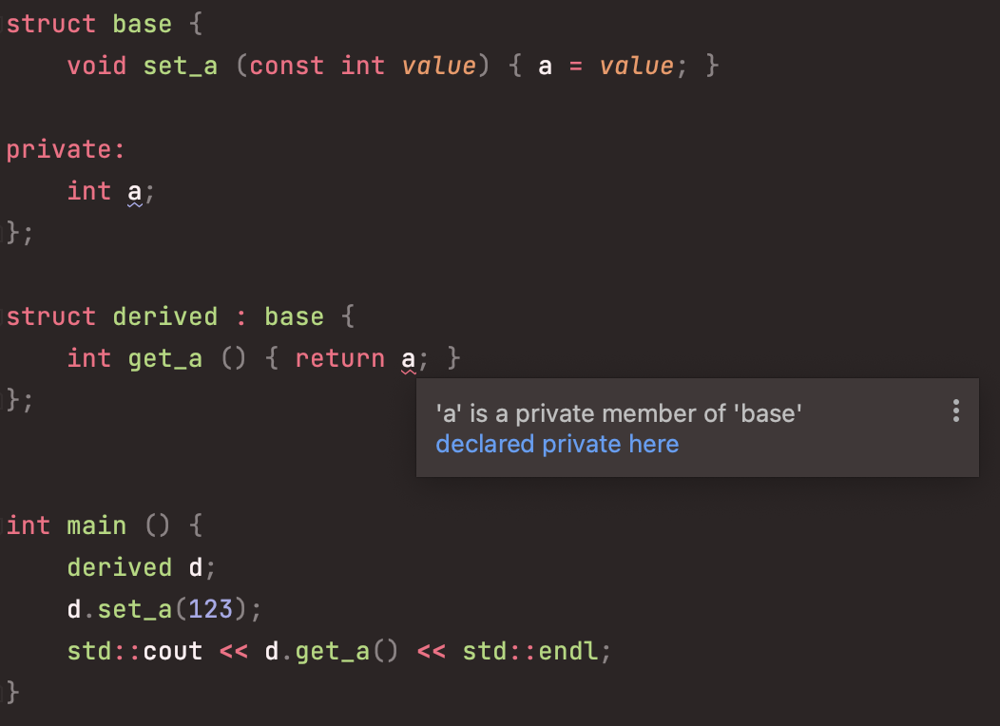 struct base {
    void set_a (const int value) { a = value; }

private:
    int a;
};

struct derived : base {
    int get_a () { return a; }
'a' is a private member of 'base'
declared private here
};

int main () {
    derived d;
    d.set_a(123);
    std::cout << d.get_a() << std::endl;
}